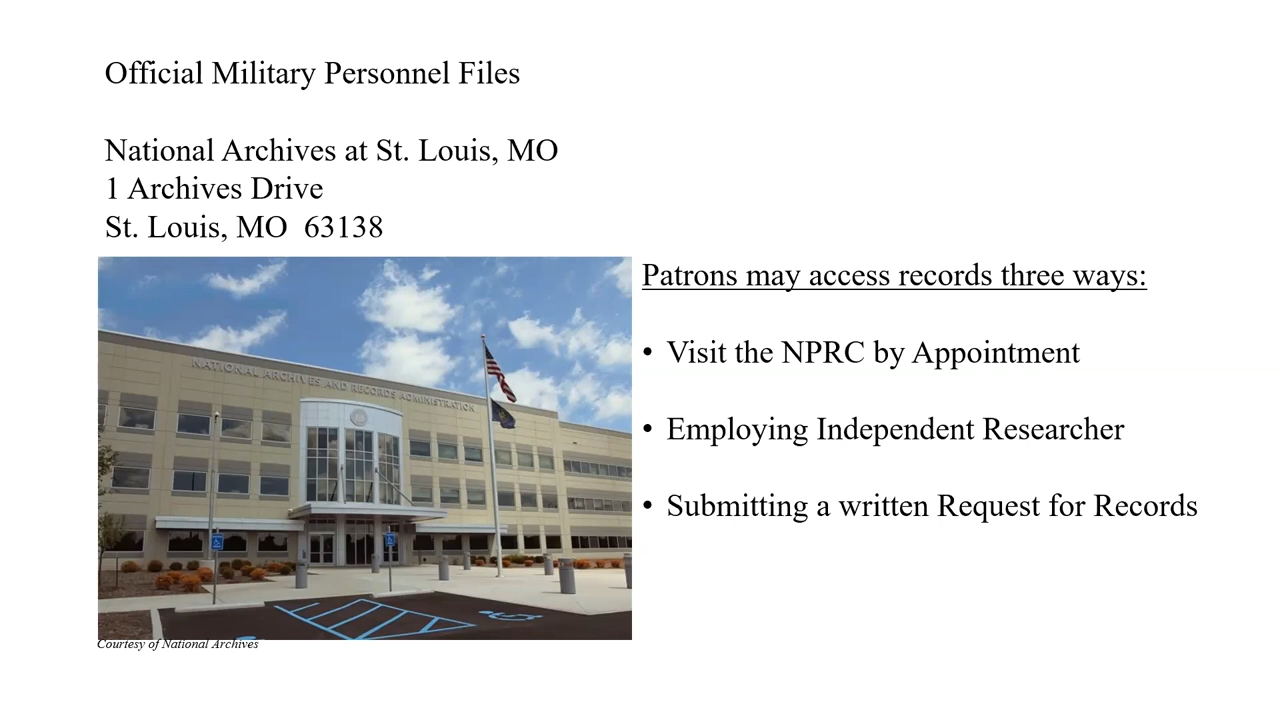 Official Military Personnel Files
National Archives at St. Louis, MO
1 Archives Drive
St. Louis, MO  63138
NATIONAL ARCHIVES AND RECORDS ADMINISTRATION
Patrons may access records three ways:
• Visit the NPRC by Appointment
• Employing Independent Researcher
• Submitting a written Request for Records
Courtesy of National Archives